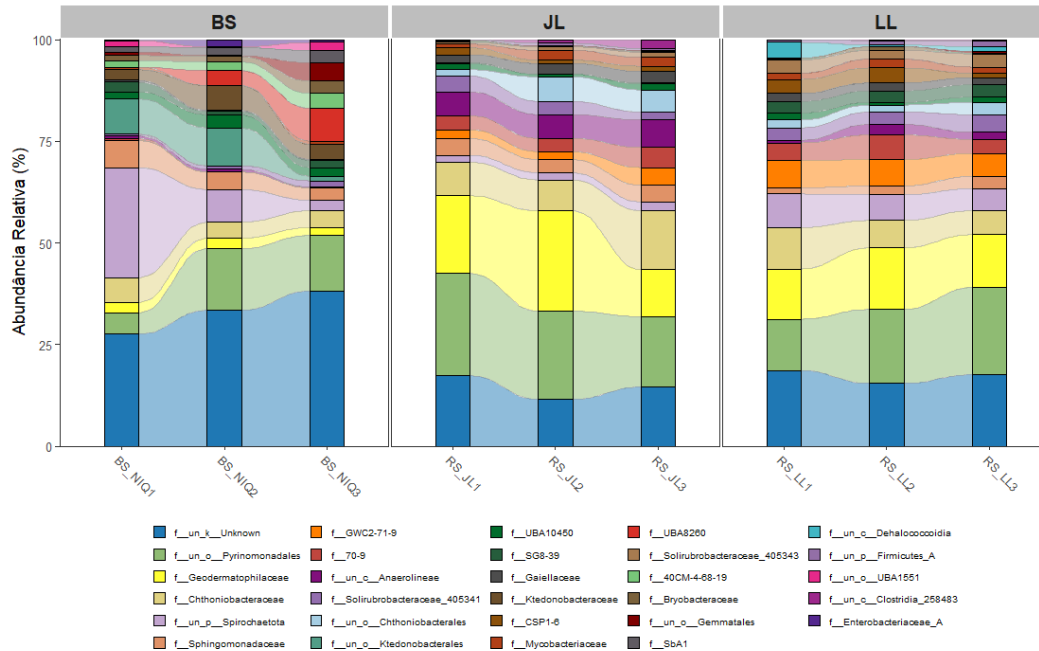 BS JL LL
Abundância Relativa (%)
100
75
50
25
0
BS_NIQ1 BS_NIQ2 BS_NIQ3 RS_JL1 RS_JL2 RS_JL3 RS_LL1 RS_LL2 RS_LL3
f__un_k__Unknown f__GWC2-71-9 f__UBA10450 f__UBA8260 f__un_c__Dehalococcoidia
f__un_o__Pyrinomonadales f__70-9 f__SG8-39 f__Solirubrobacteraceae_405343 f__un_p__Firmicutes_A
f__Geodermatophilaceae f__un_c__Anaerolineae f__Gaiellaceae f__40CM-4-68-19 f__un_o__UBA1551
f__Chthoniobacteraceae f__Solirubrobacteraceae_405341 f__Ktedonobacteraceae f__Bryobacteraceae f__un_c__Clostridia_258483
f__un_p__Spirochaetota f__un_o__Chthoniobacterales f__CSP1-6 f__un_o__Gemmatales f__Enterobacteriaceae_A
f__Sphingomonadaceae f__un_o__Ktedonobacterales f__Mycobacteriaceae f__SbA1